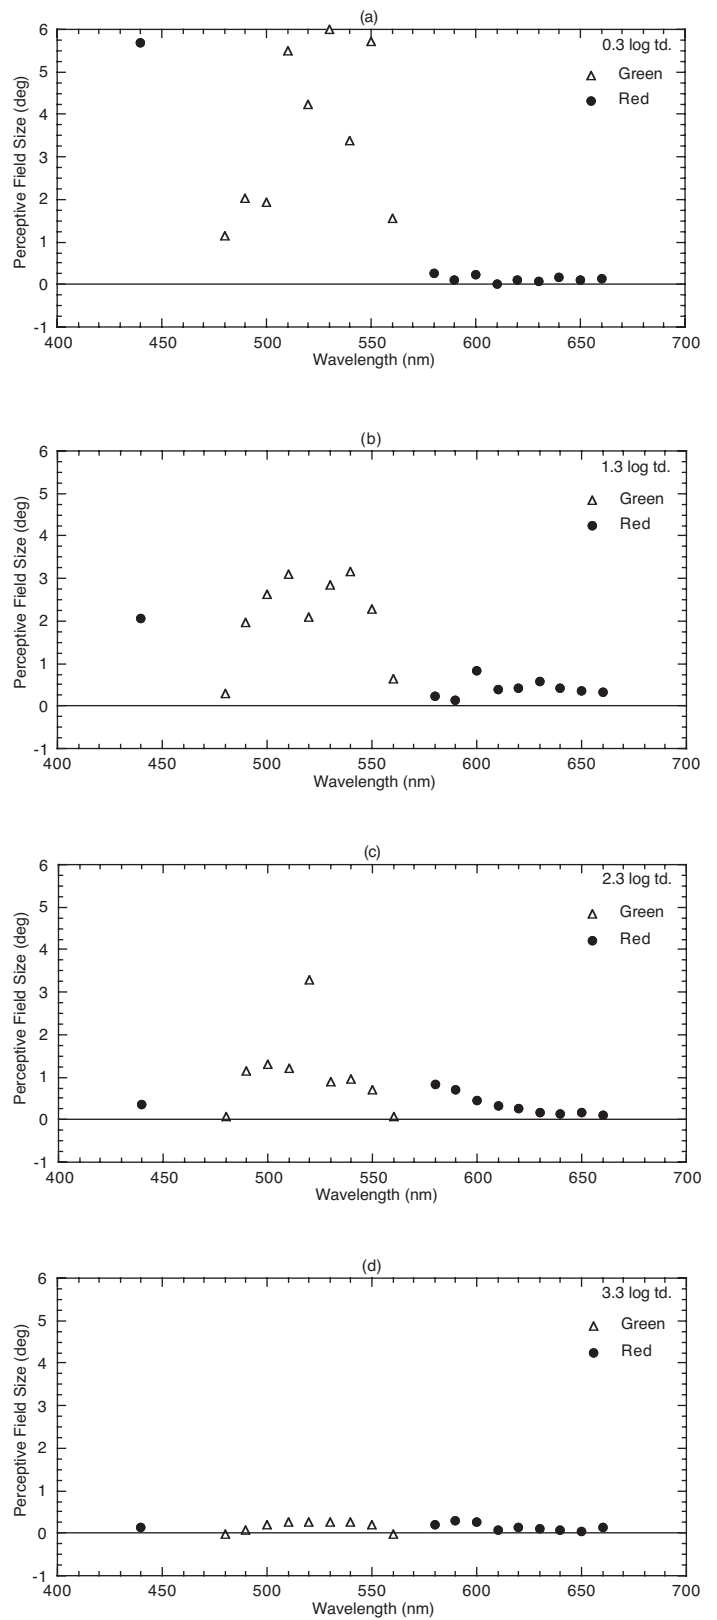 (a)
6
5
4
3
2
1
0
-1
Perceptive Field Size (deg)
0.3 log td.
Green
Red
400 450 500 550 600 650 700
Wavelength (nm)
(b)
6
5
4
3
2
1
0
-1
Perceptive Field Size (deg)
1.3 log td.
Green
Red
400 450 500 550 600 650 700
Wavelength (nm)
(c)
6
5
4
3
2
1
0
-1
Perceptive Field Size (deg)
2.3 log td.
Green
Red
400 450 500 550 600 650 700
Wavelength (nm)
(d)
6
5
4
3
2
1
0
-1
Perceptive Field Size (deg)
3.3 log td.
Green
Red
400 450 500 550 600 650 700
Wavelength (nm)